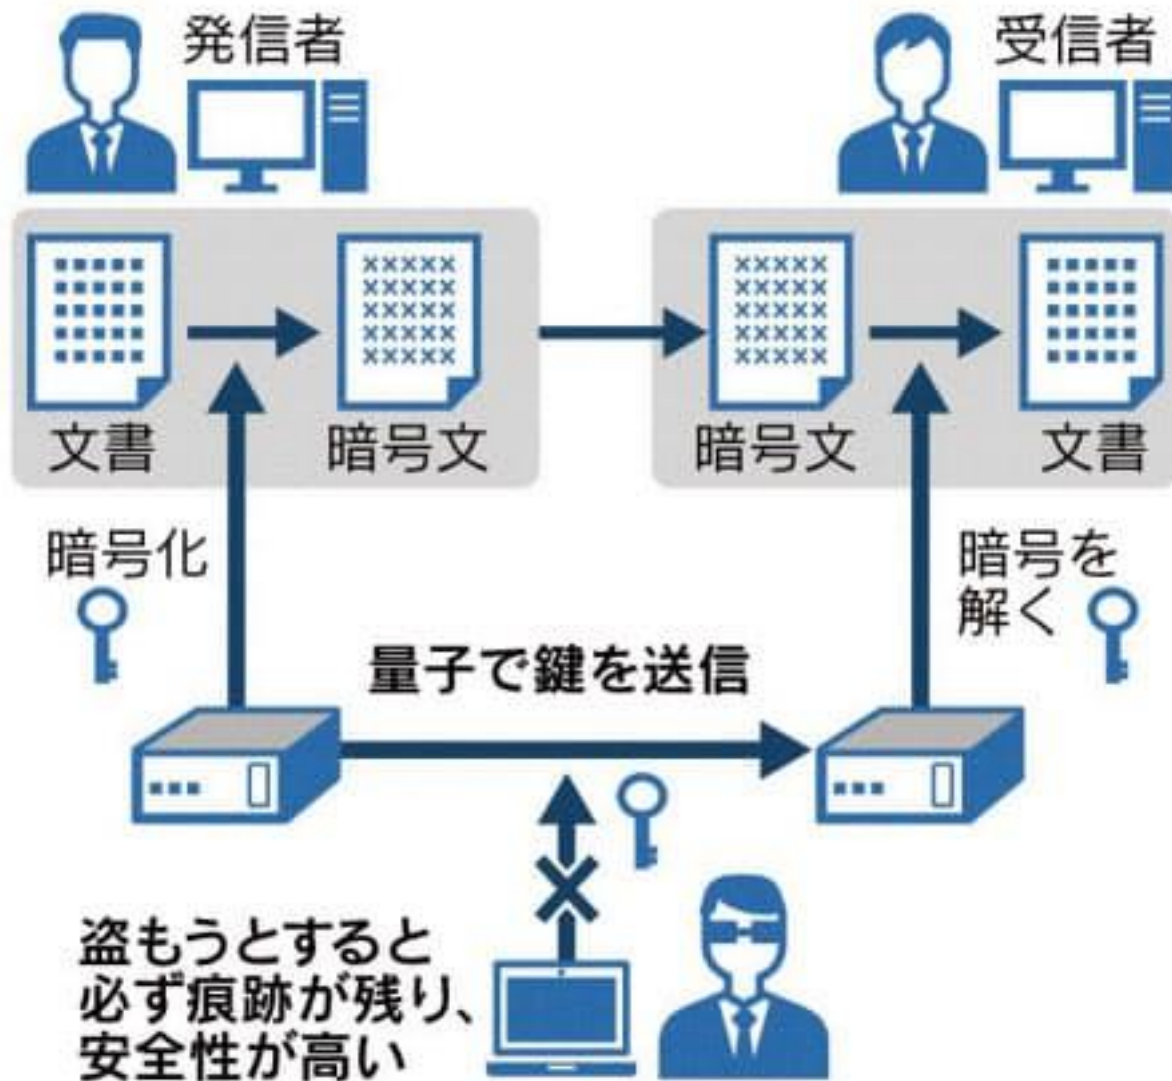 発信者
受信者
文書
暗号文
暗号文
文書
暗号化
暗号を
解く
量子で鍵を送信
盗もうとすると
必ず痕跡が残り、
安全性が高い